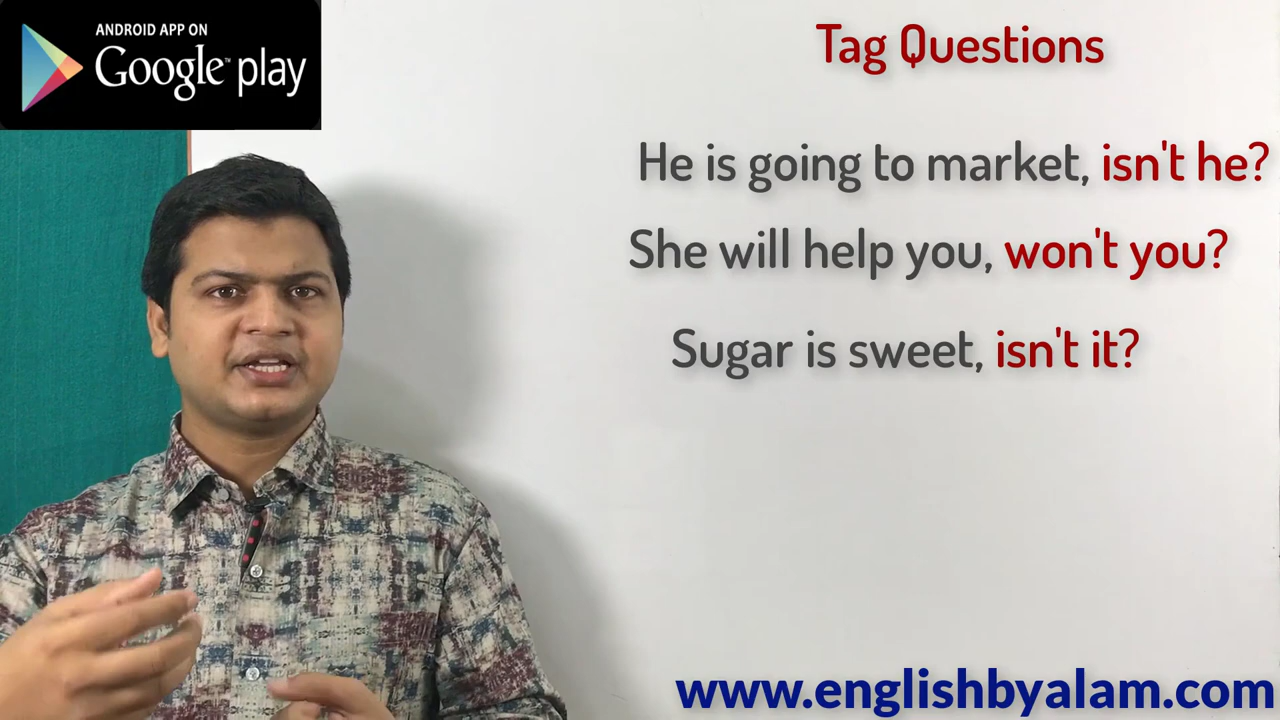 ANDROID APP ON
Google™ play
Tag Questions
He is going to market, isn't he?
She will help you, won't you?
Sugar is sweet, isn't it?
www.englishbyalam.com